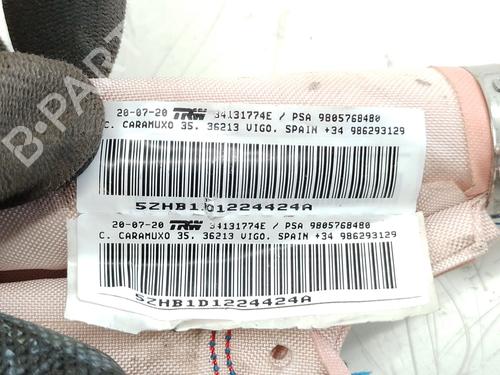 20-07-20 TRW 34131774E / PSA 9805768480
C. CARAMUXO 35. 36213 VIGO. SPAIN +34 986293129
5ZHB1D1224424A
20-07-20 TRW 34131774E / PSA 9805768480
C. CARAMUXO 35. 36213 VIGO. SPAIN +34 986293129
5ZHB1D1224424A
B-PARTS